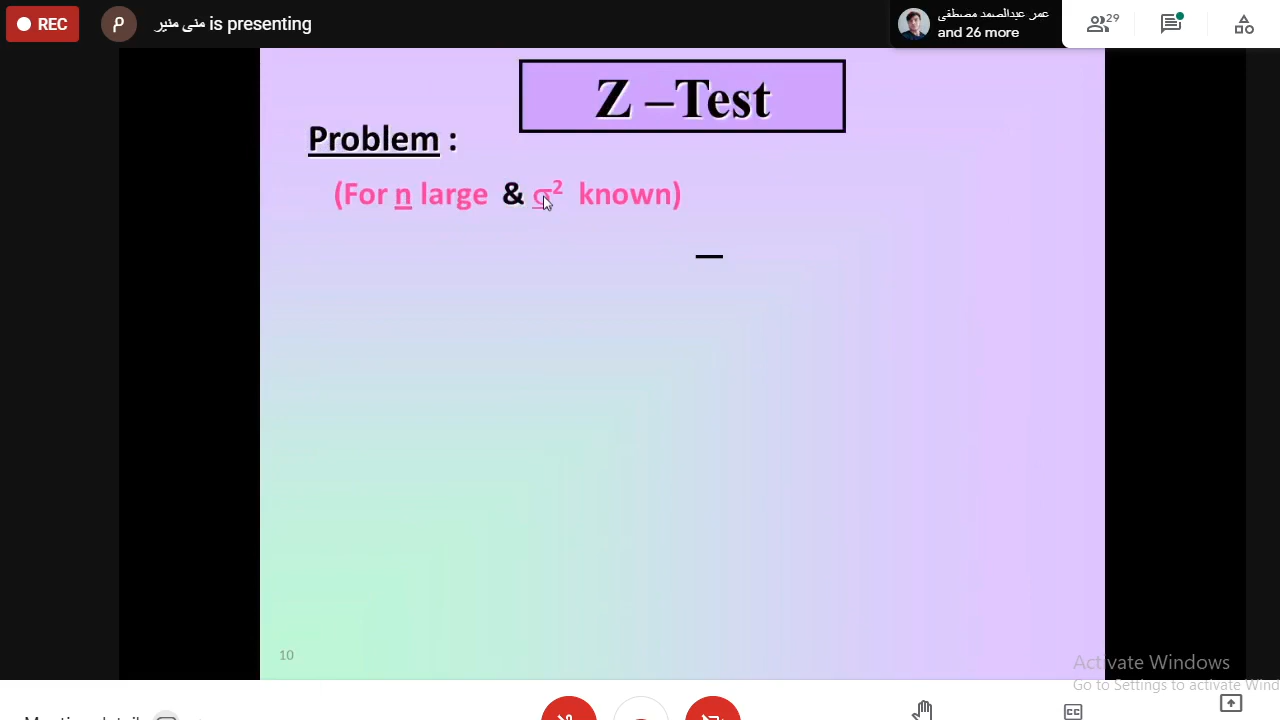 REC
م
منى منير is presenting
عمر عبدالصمد مصطفى
and 26 more
29
Z –Test
Problem :
(For n large & σ² known)
10
Activate Windows
Go to Settings to activate Wind